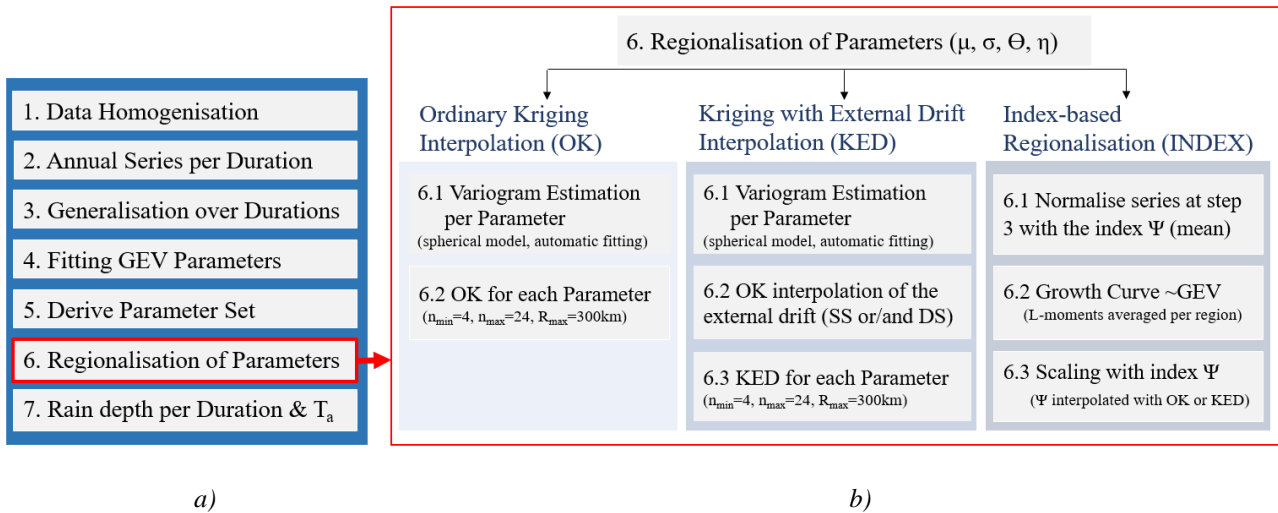 1. Data Homogenisation
2. Annual Series per Duration
3. Generalisation over Durations
4. Fitting GEV Parameters
5. Derive Parameter Set
6. Regionalisation of Parameters
7. Rain depth per Duration & Tₐ
a)
6. Regionalisation of Parameters (μ, σ, Θ, η)
Ordinary Kriging
Interpolation (OK)
6.1 Variogram Estimation
per Parameter
(spherical model, automatic fitting)
6.2 OK for each Parameter
(nmin=4, nmax=24, Rmax=300km)
Kriging with External Drift
Interpolation (KED)
6.1 Variogram Estimation
per Parameter
(spherical model, automatic fitting)
6.2 OK interpolation of the
external drift (SS or/and DS)
6.3 KED for each Parameter
(nmin=4, nmax=24, Rmax=300km)
Index-based
Regionalisation (INDEX)
6.1 Normalise series at step
3 with the index Ψ (mean)
6.2 Growth Curve ~GEV
(L-moments averaged per region)
6.3 Scaling with index Ψ
(Ψ interpolated with OK or KED)
b)